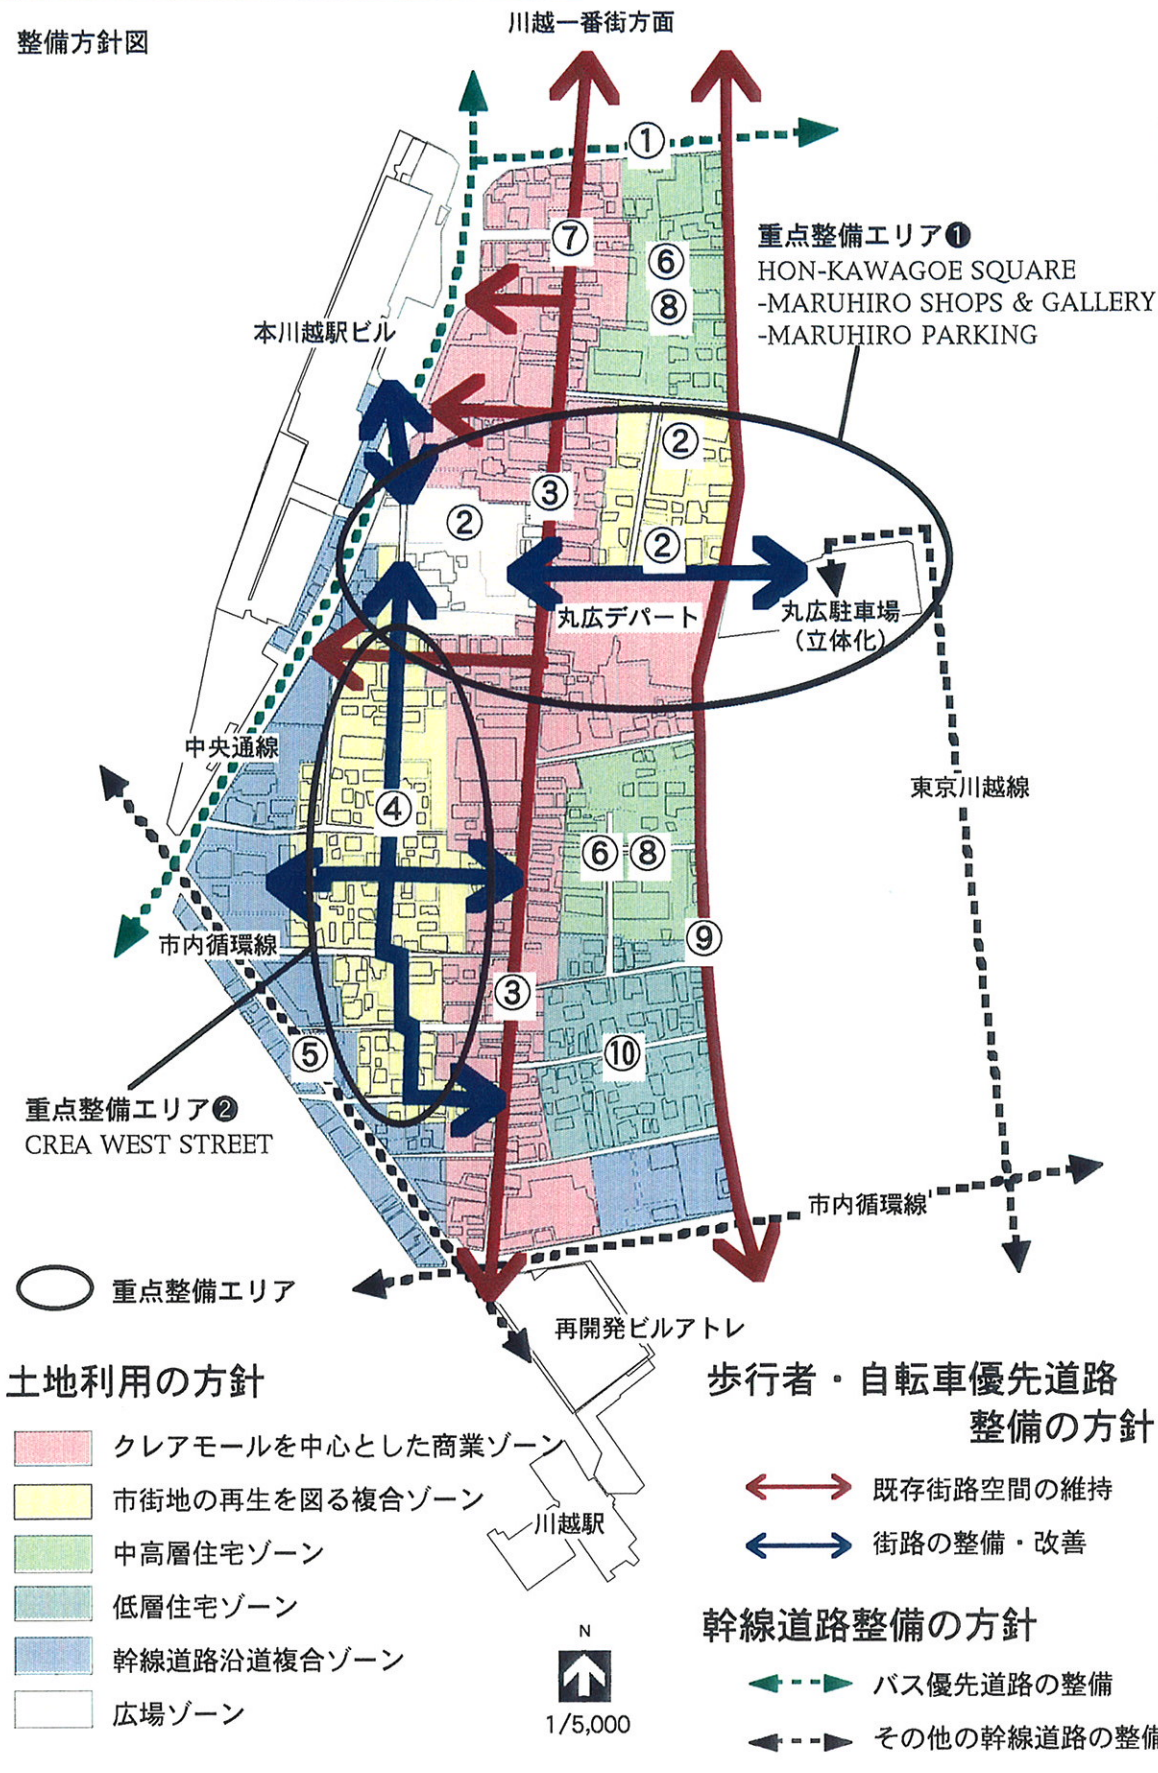 整備方針図
川越一番街方面
①
⑦
⑥
⑧
重点整備エリア❶
HON-KAWAGOE SQUARE
-MARUHIRO SHOPS & GALLERY
-MARUHIRO PARKING
本川越駅ビル
②
③
②
②
丸広デパート
丸広駐車場
(立体化)
中央通線
東京川越線
④
⑥
⑧
⑨
市内循環線
③
⑤
⑩
重点整備エリア❷
CREA WEST STREET
市内循環線
重点整備エリア
再開発ビルアトレ
土地利用の方針
クレアモールを中心とした商業ゾーン
市街地の再生を図る複合ゾーン
中高層住宅ゾーン
低層住宅ゾーン
幹線道路沿道複合ゾーン
広場ゾーン
川越駅
N
1/5,000
歩行者・自転車優先道路
整備の方針
既存街路空間の維持
街路の整備・改善
幹線道路整備の方針
バス優先道路の整備
その他の幹線道路の整備